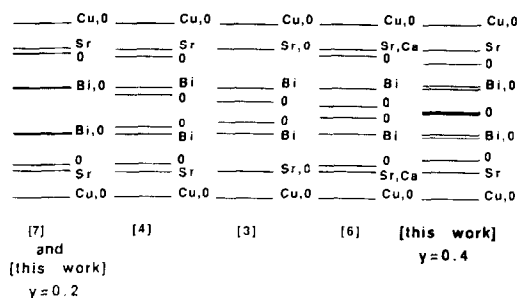 Cu,0 Cu,0 Cu,0 Cu,0 Cu,0
Sr Sr Sr,0 Sr,Ca Sr
0 0 0 0
Bi,0 Bi Bi Bi Bi,0
0 0 0
0 0 0 0
Bi,0 Bi Bi Bi Bi,0
0 0 0 0
Sr Sr Sr,0 Sr,Ca Sr
Cu,0 Cu,0 Cu,0 Cu,0 Cu,0
[7] [4] [3] [6] [this work]
and
[this work]
y=0.2
y=0.4